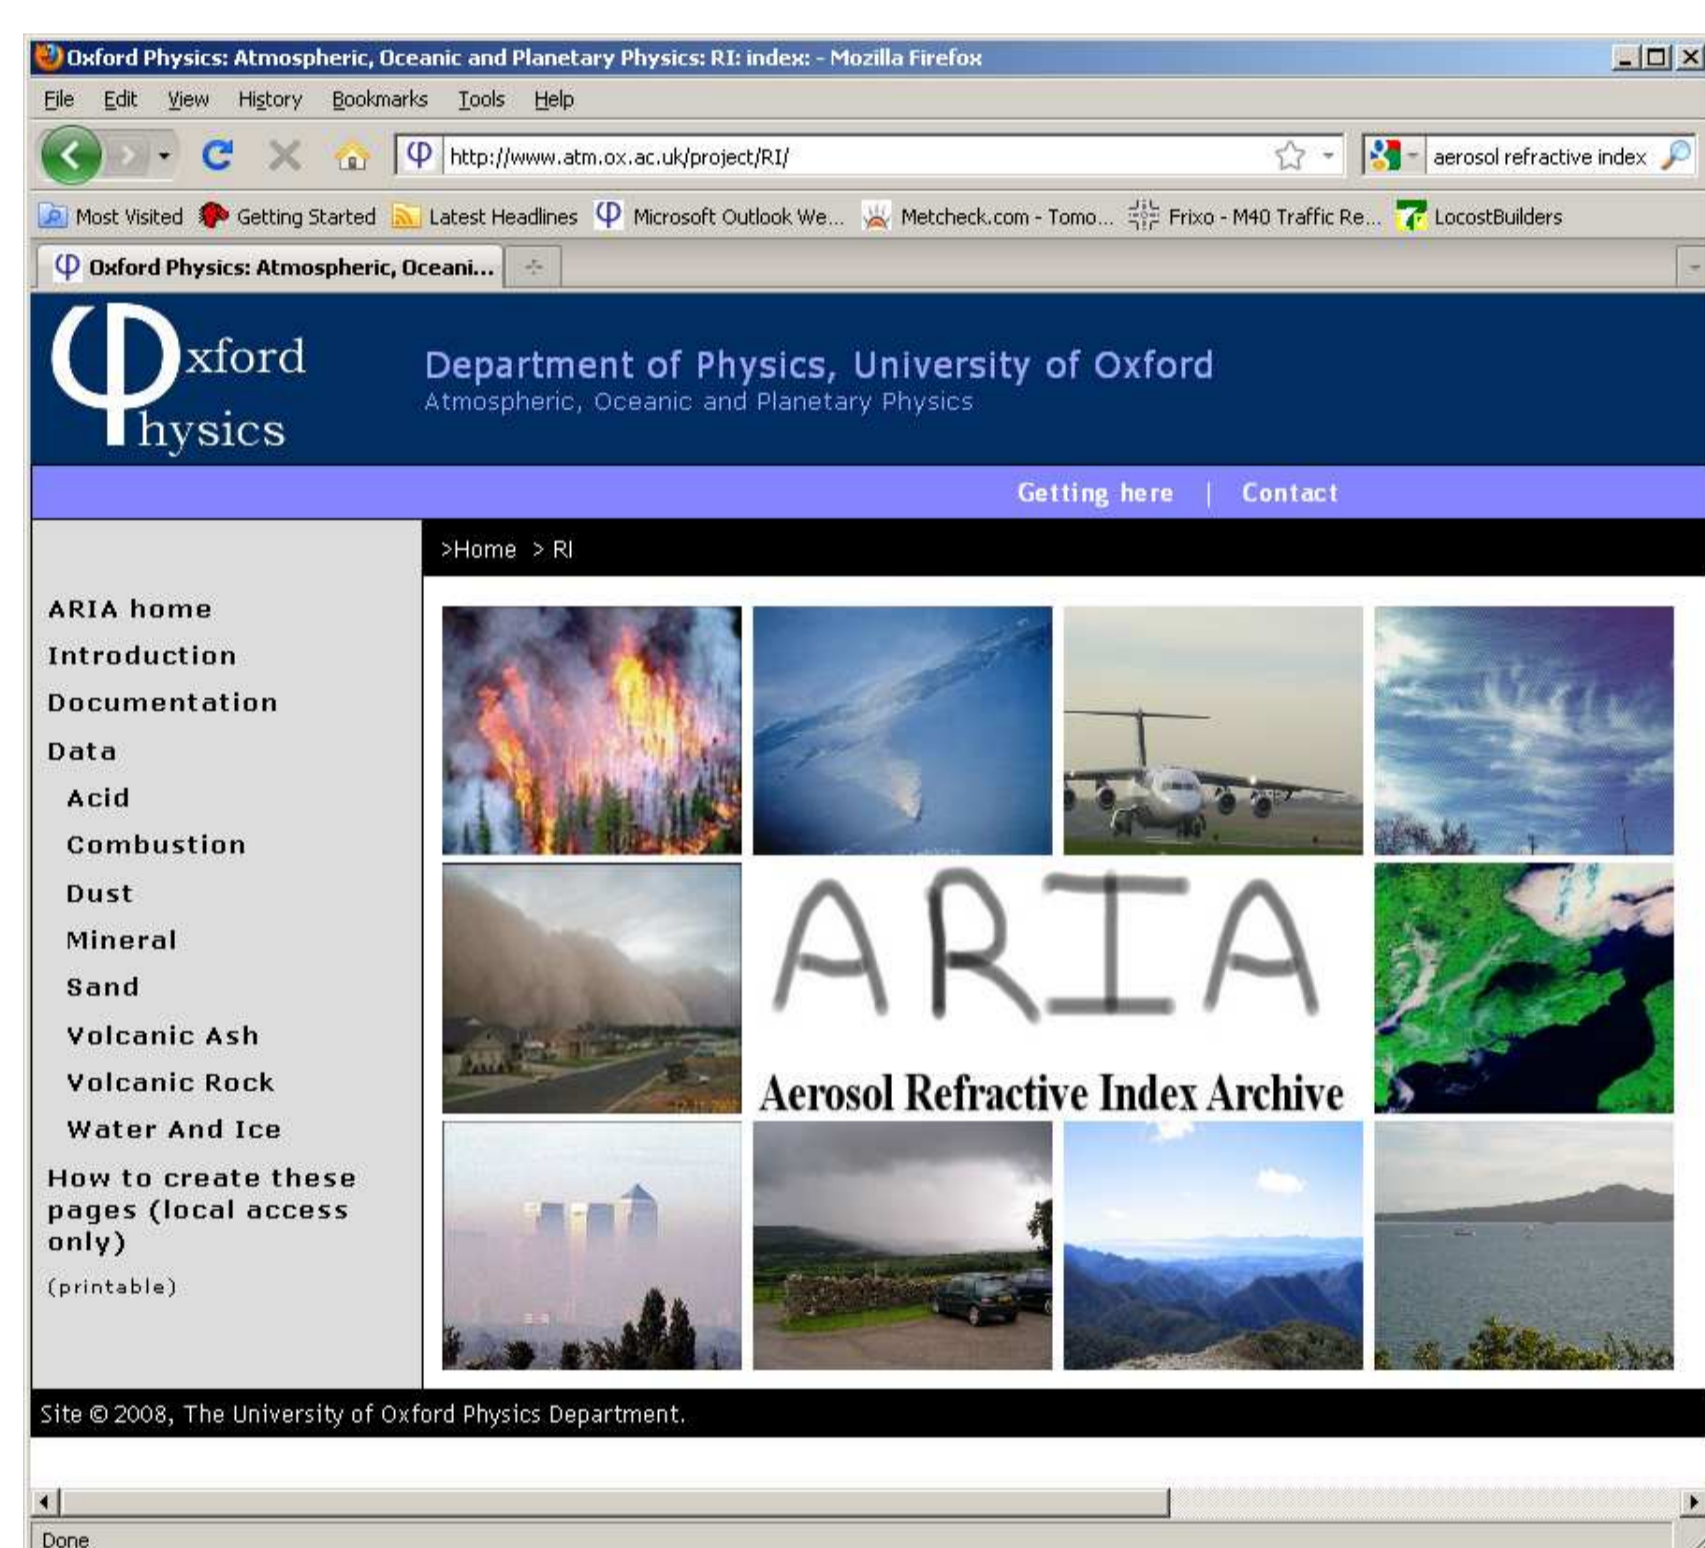 Oxford Physics: Atmospheric, Oceanic and Planetary Physics: RI: index: - Mozilla Firefox
File Edit View History Bookmarks Tools Help
http://www.atm.ox.ac.uk/project/RI/ aerosol refractive index
Most Visited Getting Started Latest Headlines Microsoft Outlook We... Metcheck.com - Tomo... Frixo - M40 Traffic Re... LocostBuilders
Oxford Physics: Atmospheric, Oceani...
φxford
hysics
Department of Physics, University of Oxford
Atmospheric, Oceanic and Planetary Physics
Getting here | Contact
>Home > RI
ARIA home
Introduction
Documentation
Data
Acid
Combustion
Dust
Mineral
Sand
Volcanic Ash
Volcanic Rock
Water And Ice
How to create these
pages (local access
only)
(printable)
ARIA
Aerosol Refractive Index Archive
Site © 2008, The University of Oxford Physics Department.
Done